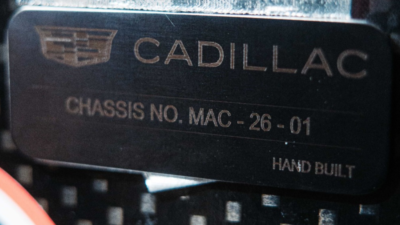 CADILLAC
CHASSIS NO. MAC - 26 - 01
HAND BUILT